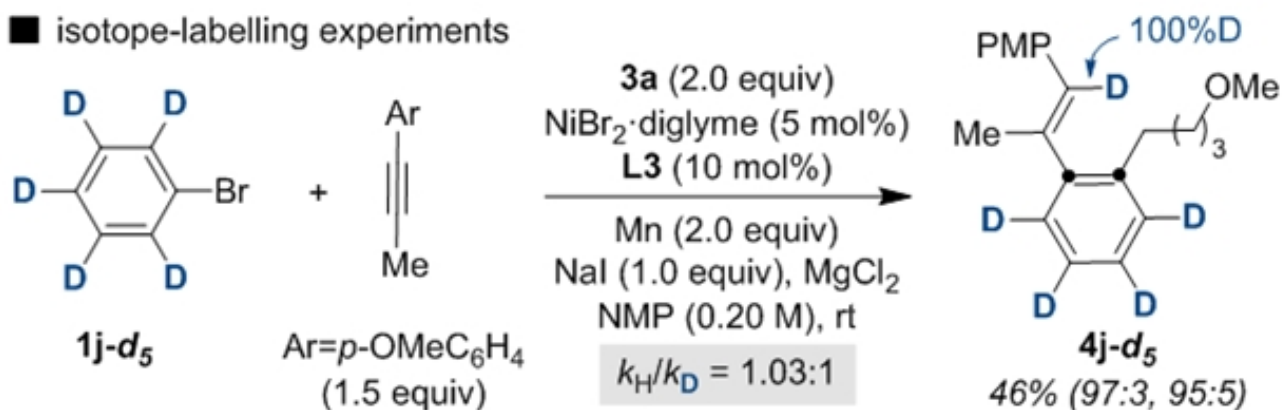 ■ isotope-labelling experiments
D
D
D
D
D
Br
1j-d5
+
Ar
Me
Ar=p-OMeC6H4
(1.5 equiv)
3a (2.0 equiv)
NiBr2·diglyme (5 mol%)
L3 (10 mol%)
Mn (2.0 equiv)
NaI (1.0 equiv), MgCl2
NMP (0.20 M), rt
kH/kD = 1.03:1
PMP
100%D
D
OMe
Me
( )3
D
D
D
D
4j-d5
46% (97:3, 95:5)